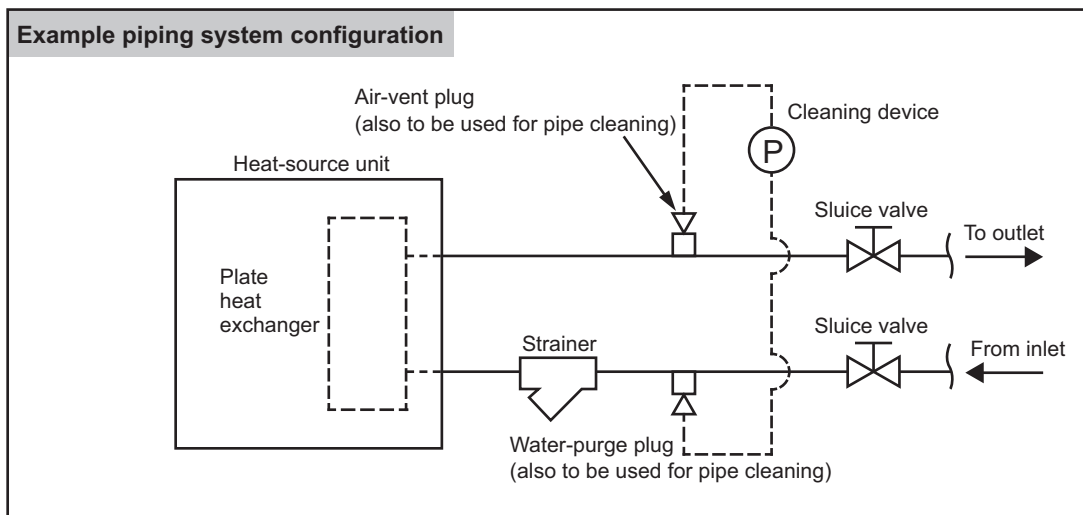 Example piping system configuration
Air-vent plug
(also to be used for pipe cleaning)
Cleaning device
P
Heat-source unit
Sluice valve
To outlet
Plate
heat
exchanger
Sluice valve
Strainer
From inlet
Water-purge plug
(also to be used for pipe cleaning)